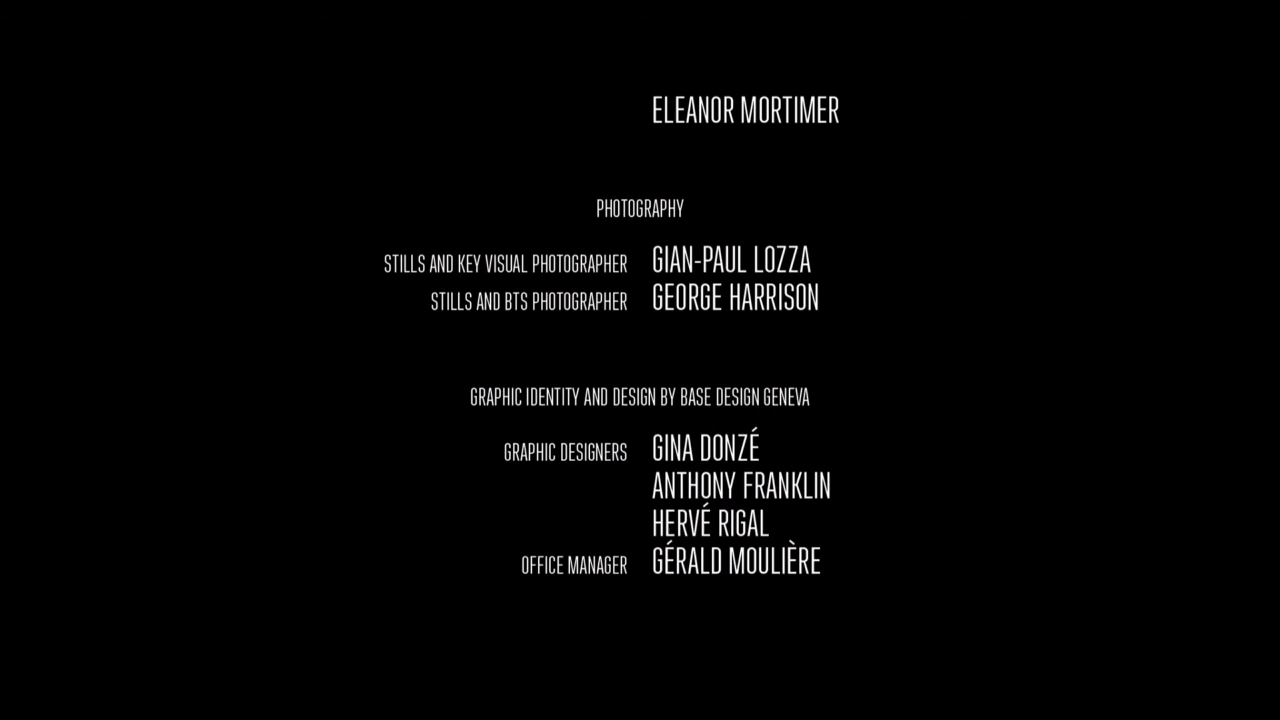 ELEANOR MORTIMER
PHOTOGRAPHY
STILLS AND KEY VISUAL PHOTOGRAPHER GIAN-PAUL LOZZA
STILLS AND BTS PHOTOGRAPHER GEORGE HARRISON
GRAPHIC IDENTITY AND DESIGN BY BASE DESIGN GENEVA
GRAPHIC DESIGNERS GINA DONZÉ
ANTHONY FRANKLIN
HERVÉ RIGAL
OFFICE MANAGER GÉRALD MOULIÈRE